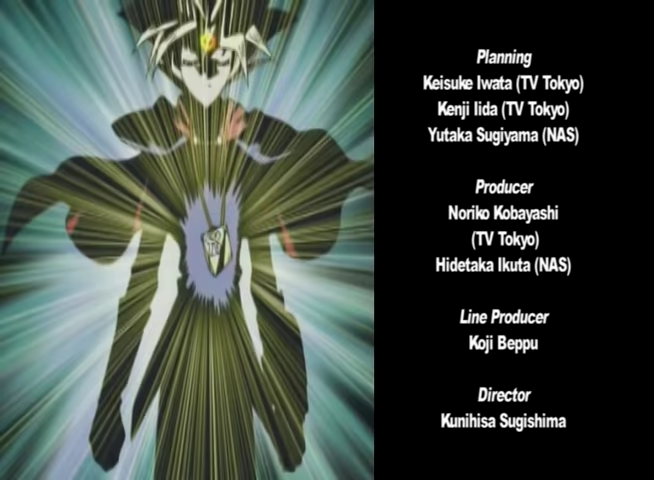 Planning
Keisuke Iwata (TV Tokyo)
Kenji Iida (TV Tokyo)
Yutaka Sugiyama (NAS)
Producer
Noriko Kobayashi
(TV Tokyo)
Hidetaka Ikuta (NAS)
Line Producer
Koji Beppu
Director
Kunihisa Sugishima